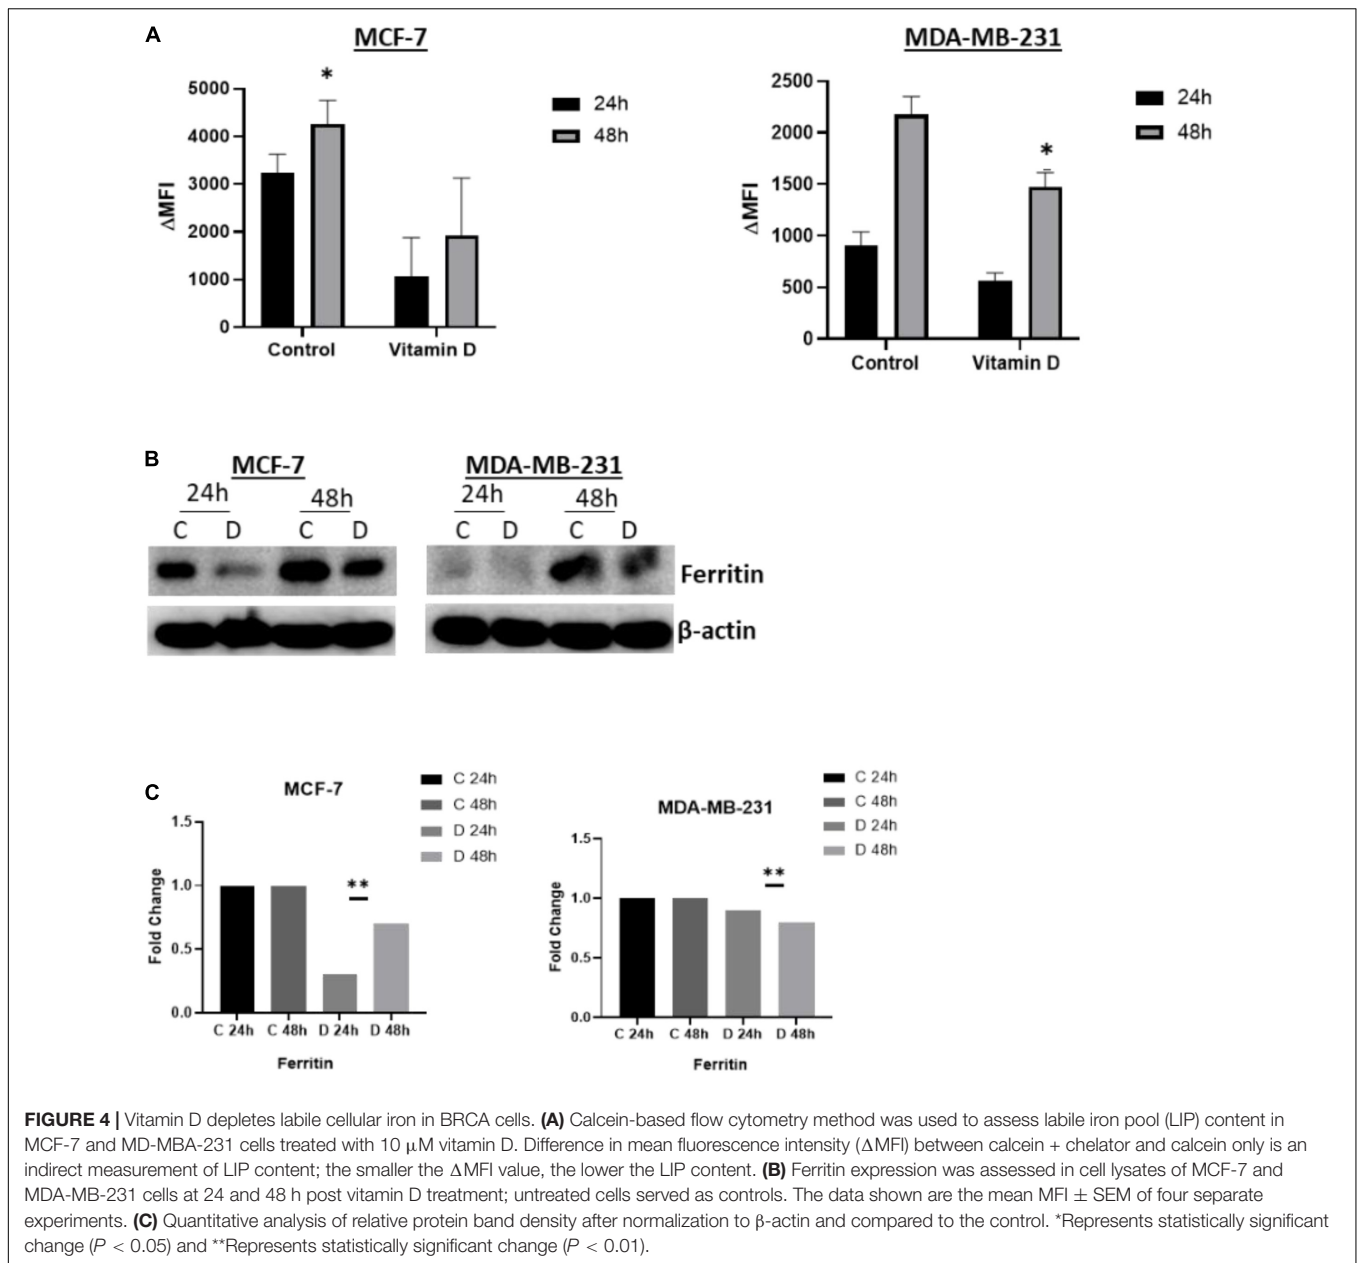 A
MCF-7
*
5000
4000
3000
2000
1000
0
ΔMFI
24h
48h
Control
Vitamin D
MDA-MB-231
*
2500
2000
1500
1000
500
0
ΔMFI
24h
48h
Control
Vitamin D
B
MCF-7
24h
48h
C D C D
MDA-MB-231
24h
48h
C D C D
Ferritin
β-actin
C
MCF-7
C 24h
C 48h
D 24h
D 48h
1.5
1.0
0.5
0.0
Fold Change
**
C 24h C 48h D 24h D 48h
Ferritin
MDA-MB-231
C 24h
C 48h
D 24h
D 48h
1.5
1.0
0.5
0.0
Fold Change
**
C 24h C 48h D 24h D 48h
Ferritin
FIGURE 4 | Vitamin D depletes labile cellular iron in BRCA cells. (A) Calcein-based flow cytometry method was used to assess labile iron pool (LIP) content in
MCF-7 and MD-MBA-231 cells treated with 10 μM vitamin D. Difference in mean fluorescence intensity (ΔMFI) between calcein + chelator and calcein only is an
indirect measurement of LIP content; the smaller the ΔMFI value, the lower the LIP content. (B) Ferritin expression was assessed in cell lysates of MCF-7 and
MDA-MB-231 cells at 24 and 48 h post vitamin D treatment; untreated cells served as controls. The data shown are the mean MFI ± SEM of four separate
experiments. (C) Quantitative analysis of relative protein band density after normalization to β-actin and compared to the control. *Represents statistically significant
change (P < 0.05) and **Represents statistically significant change (P < 0.01).